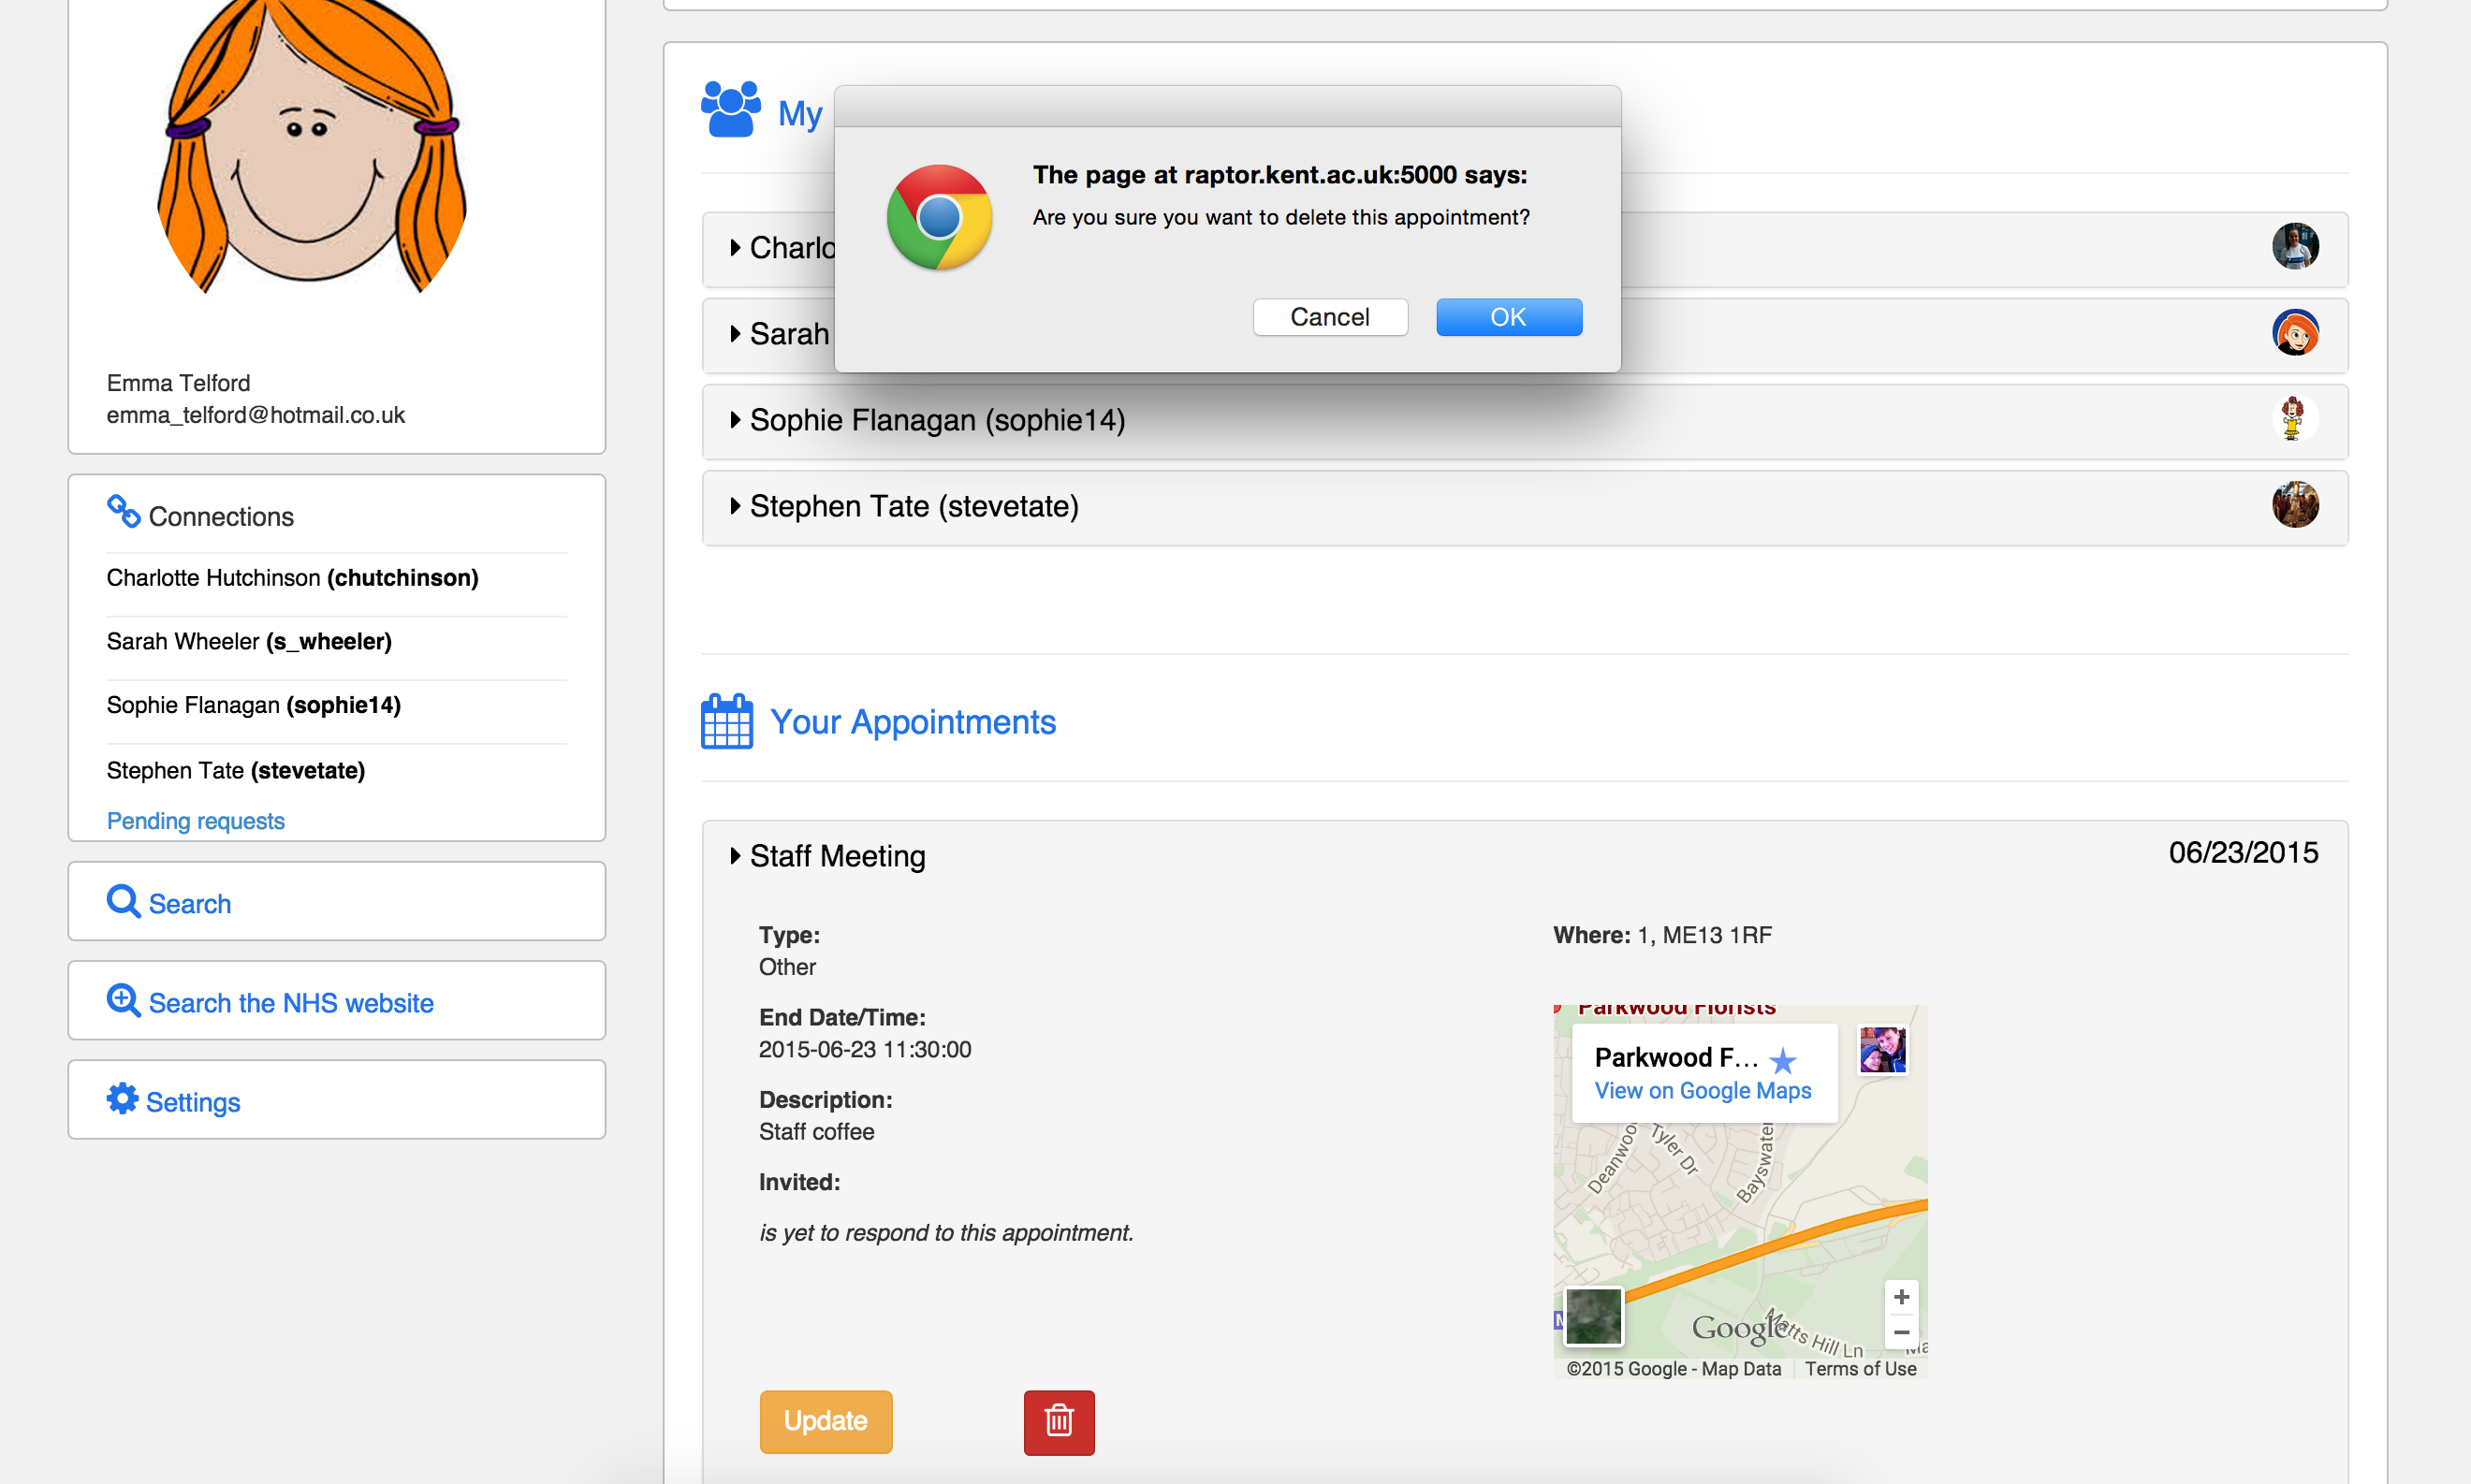 Emma Telford
emma_telford@hotmail.co.uk
Connections
Charlotte Hutchinson (chutchinson)
Sarah Wheeler (s_wheeler)
Sophie Flanagan (sophie14)
Stephen Tate (stevetate)
Pending requests
Search
Search the NHS website
Settings
My
The page at raptor.kent.ac.uk:5000 says:
Are you sure you want to delete this appointment?
Cancel
OK
Charlo
Sarah
Sophie Flanagan (sophie14)
Stephen Tate (stevetate)
Your Appointments
Staff Meeting
06/23/2015
Type:
Other
End Date/Time:
2015-06-23 11:30:00
Description:
Staff coffee
Invited:
is yet to respond to this appointment.
Update
Where: 1, ME13 1RF
Parkwood Florists
Parkwood F...
View on Google Maps
Deanwoo
Tyler Dr
Bayswater
Matts Hill Ln
Google
+
−
©2015 Google - Map Data
Terms of Use